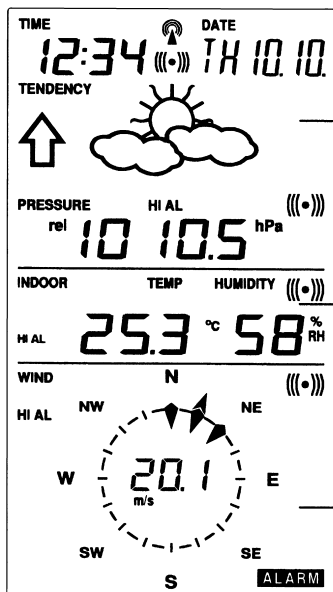 TIME DATE
12:34 TH 10.10.
TENDENCY
PRESSURE HI AL
rel 1010.5 hPa
INDOOR TEMP HUMIDITY
HI AL 25.3 °C 58 % RH
WIND N
HI AL NW NE
W 20.1 E
m/s
SW SE
S ALARM